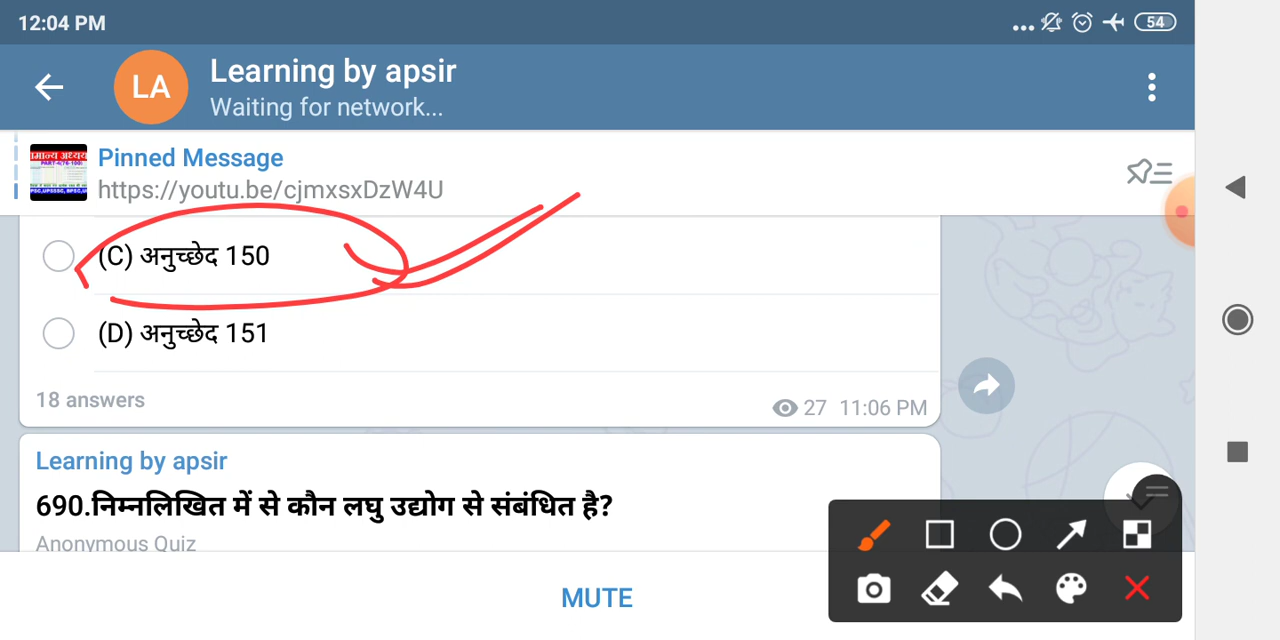 12:04 PM
54
LA
Learning by apsir
Waiting for network...
Pinned Message
https://youtu.be/cjmxsxDzW4U
(C) अनुच्छेद 150
(D) अनुच्छेद 151
18 answers
27 11:06 PM
Learning by apsir
690.निम्नलिखित में से कौन लघु उद्योग से संबंधित है?
Anonymous Quiz
MUTE